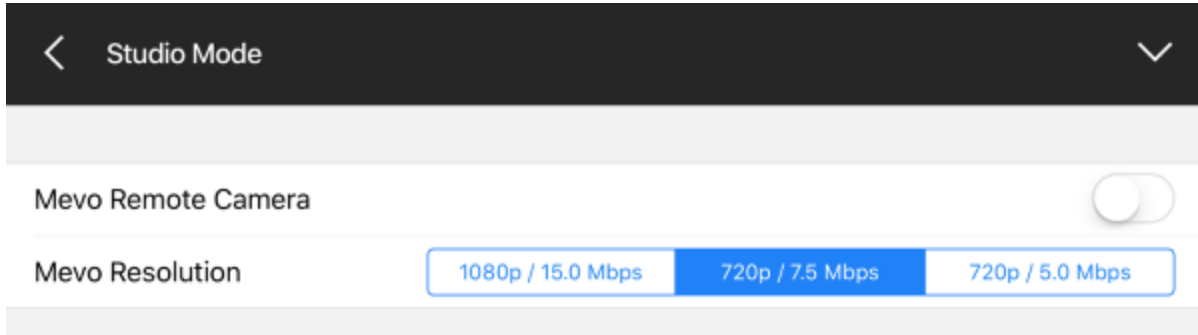 Studio Mode
Mevo Remote Camera
Mevo Resolution 1080p / 15.0 Mbps 720p / 7.5 Mbps 720p / 5.0 Mbps